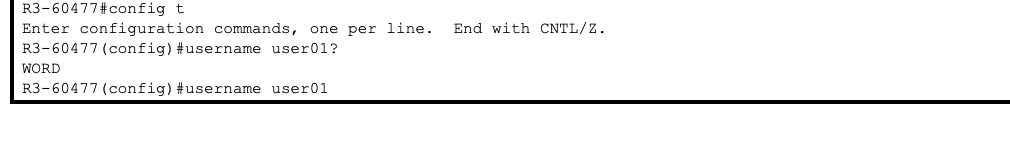 R3-60477#config t
Enter configuration commands, one per line.  End with CNTL/Z.
R3-60477(config)#username user01?
WORD
R3-60477(config)#username user01